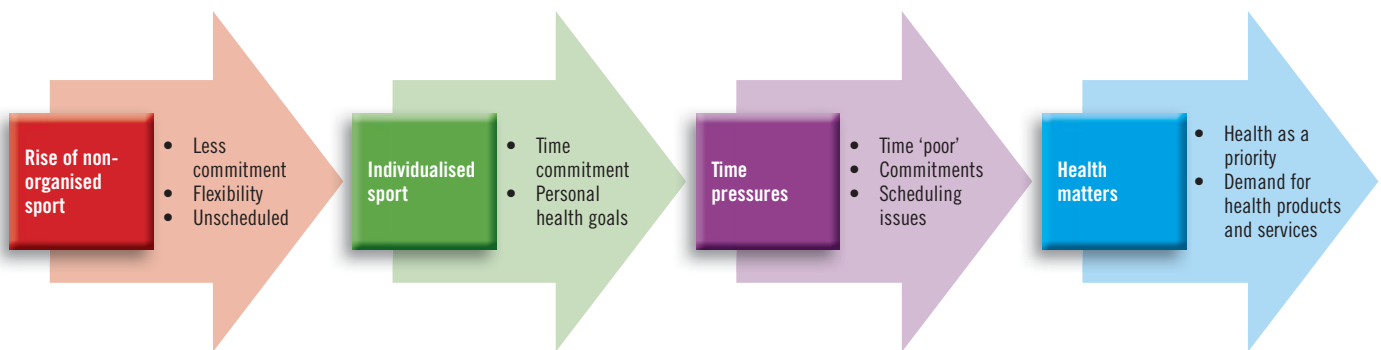 Rise of non-
organised
sport
• Less
commitment
• Flexibility
• Unscheduled
Individualised
sport
• Time
commitment
• Personal
health goals
Time
pressures
• Time ‘poor’
• Commitments
• Scheduling
issues
Health
matters
• Health as a
priority
• Demand for
health products
and services